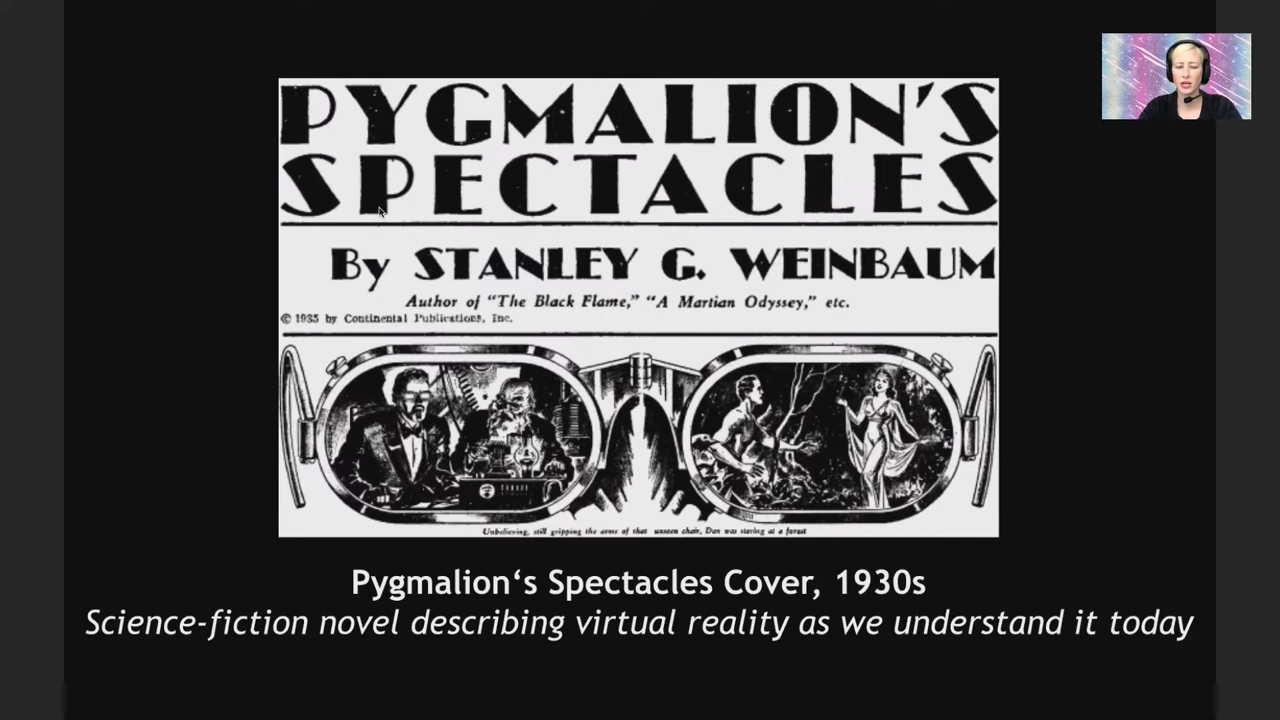 PYGMALION'S
SPECTACLES
By STANLEY G. WEINBAUM
Author of "The Black Flame," "A Martian Odyssey," etc.
© 1935 by Continental Publications, Inc.
Unbelieving, still gripping the arms of that unseen chair, Dan was staring at a forest
Pygmalion‘s Spectacles Cover, 1930s
Science-fiction novel describing virtual reality as we understand it today